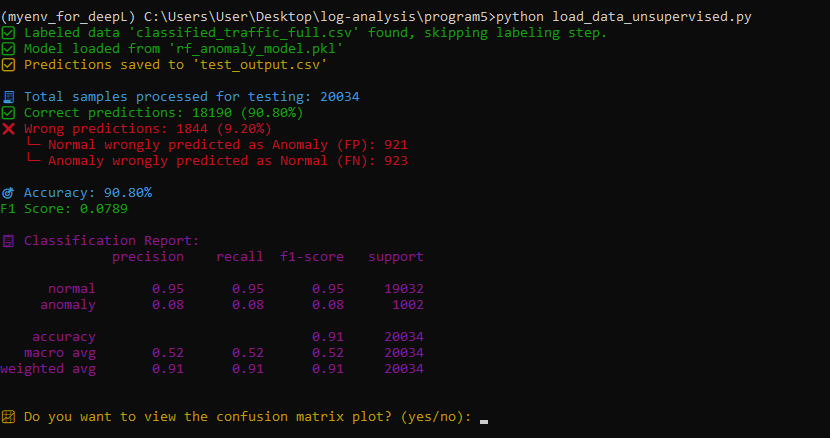 (myenv_for_deepL) C:\Users\User\Desktop\log-analysis\program5>python load_data_unsupervised.py
Labeled data 'classified_traffic_full.csv' found, skipping labeling step.
Model loaded from 'rf_anomaly_model.pkl'
Predictions saved to 'test_output.csv'
Total samples processed for testing: 20034
Correct predictions: 18190 (90.80%)
Wrong predictions: 1844 (9.20%)
└─ Normal wrongly predicted as Anomaly (FP): 921
└─ Anomaly wrongly predicted as Normal (FN): 923
Accuracy: 90.80%
F1 Score: 0.0789
Classification Report:
precision recall f1-score support
normal 0.95 0.95 0.95 19032
anomaly 0.08 0.08 0.08 1002
accuracy 0.91 20034
macro avg 0.52 0.52 0.52 20034
weighted avg 0.91 0.91 0.91 20034
Do you want to view the confusion matrix plot? (yes/no):